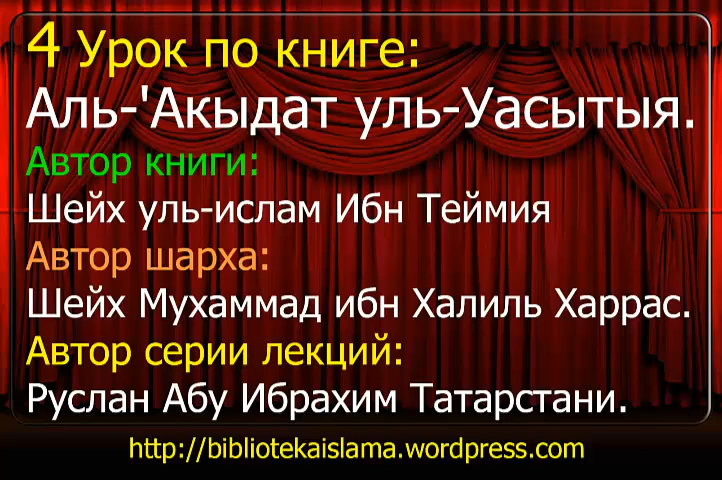 4 Урок по книге:
Аль-'Акыдат уль-Уасытыя.
Автор книги:
Шейх уль-ислам Ибн Теймия
Автор шарха:
Шейх Мухаммад ибн Халиль Харрас.
Автор серии лекций:
Руслан Абу Ибрахим Татарстани.
http://bibliotekaislama.wordpress.com